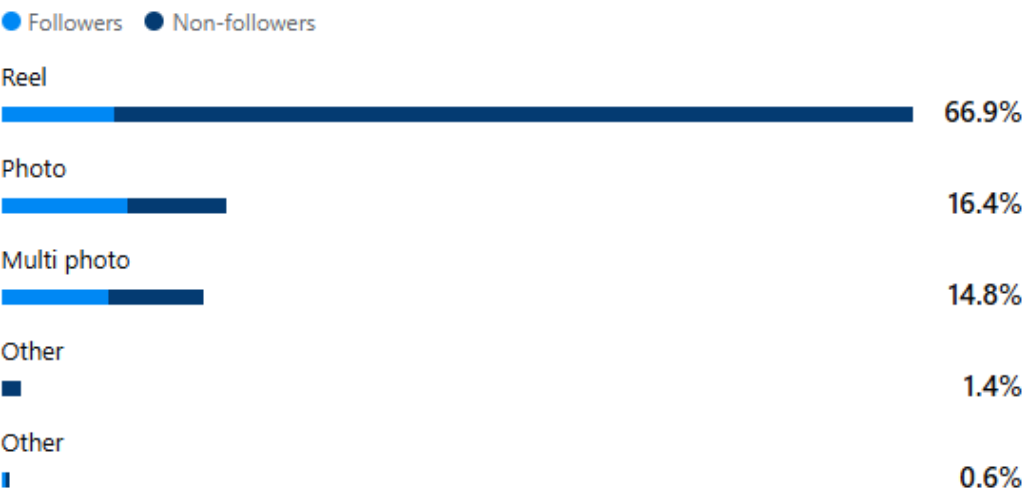 Followers Non-followers
Reel
66.9%
Photo
16.4%
Multi photo
14.8%
Other
1.4%
Other
0.6%